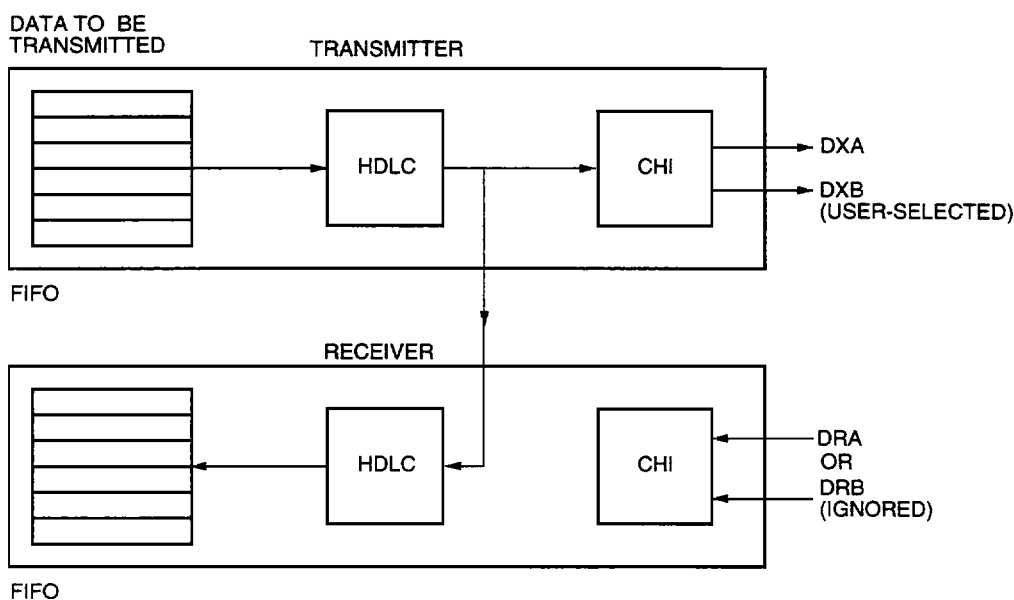 DATA TO BE
TRANSMITTED
TRANSMITTER
HDLC
CHI
DXA
DXB
(USER-SELECTED)
FIFO
RECEIVER
HDLC
CHI
DRA
OR
DRB
(IGNORED)
FIFO